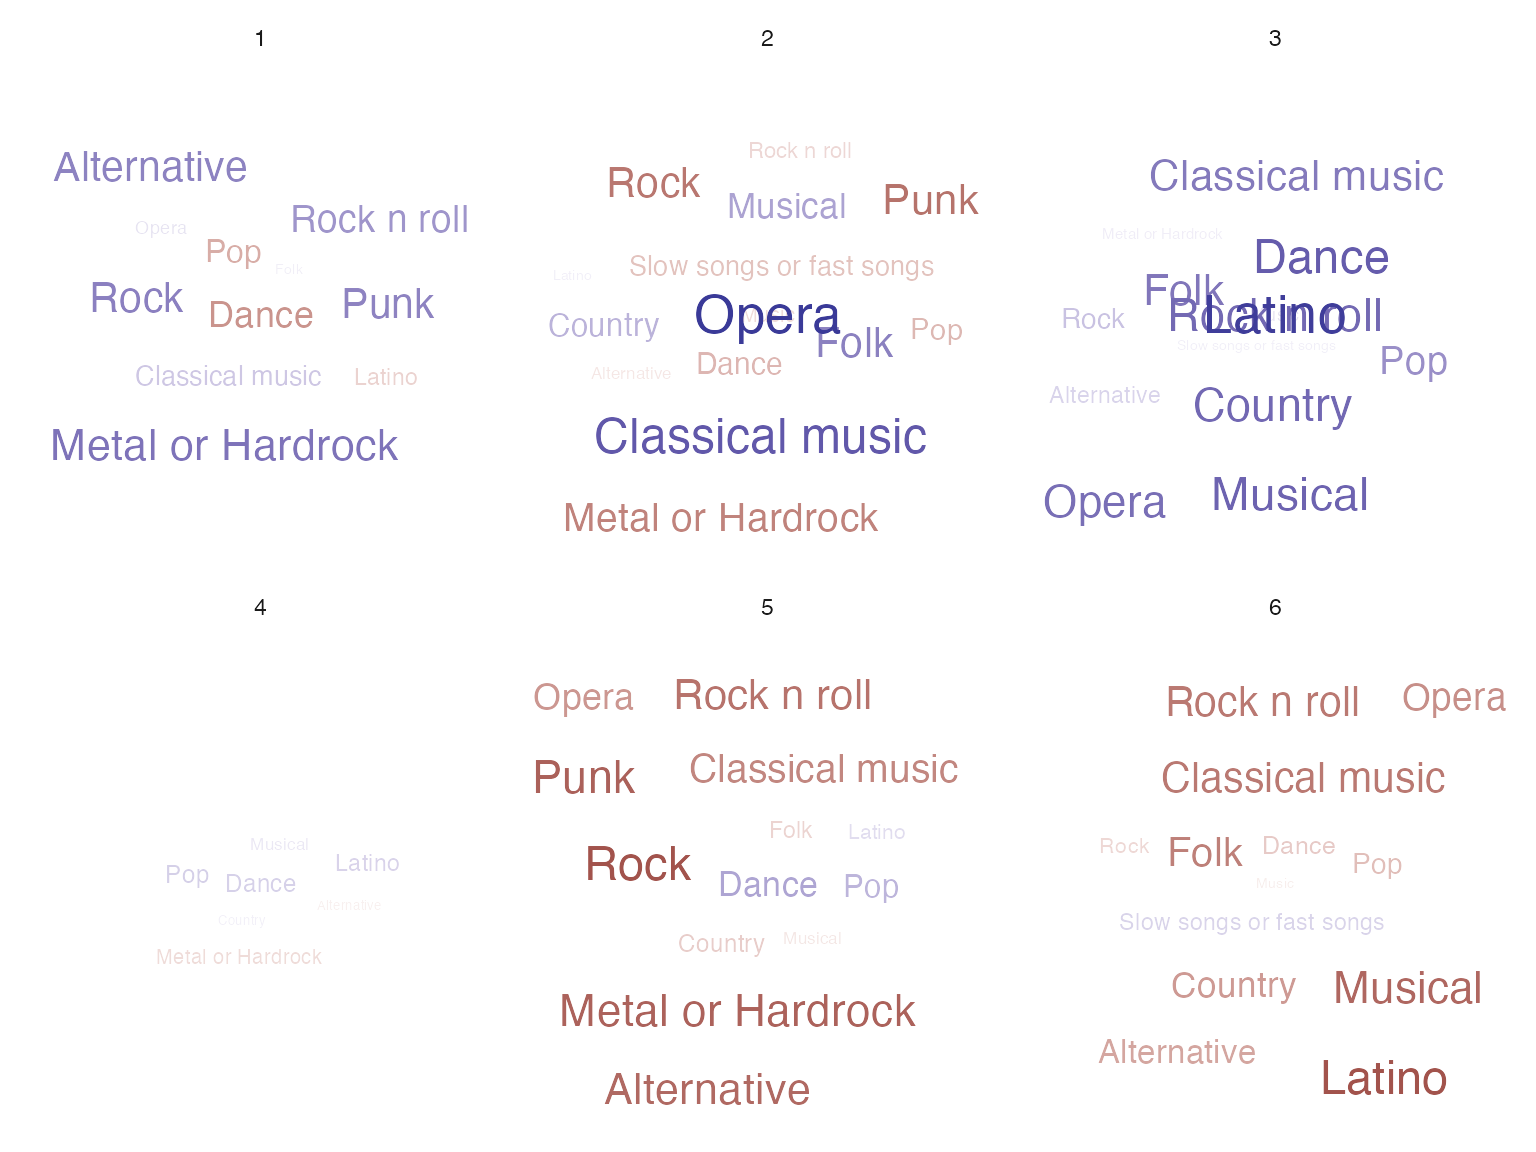 1
Alternative
Rock n roll
Opera
Pop
Folk
Rock
Dance
Punk
Classical music
Latino
Metal or Hardrock
2
Rock n roll
Rock
Musical
Punk
Slow songs or fast songs
Latino
Opera
Country
Folk
Pop
Dance
Alternative
Classical music
Metal or Hardrock
3
Classical music
Metal or Hardrock
Dance
Folk
Rock
Rock n roll
Latino
Slow songs or fast songs
Pop
Alternative
Country
Opera
Musical
4
Musical
Pop
Dance
Latino
Alternative
Country
Metal or Hardrock
5
Opera
Rock n roll
Punk
Classical music
Folk
Latino
Rock
Dance
Pop
Country
Musical
Metal or Hardrock
Alternative
6
Rock n roll
Opera
Classical music
Rock
Folk
Dance
Pop
Music
Slow songs or fast songs
Country
Musical
Alternative
Latino